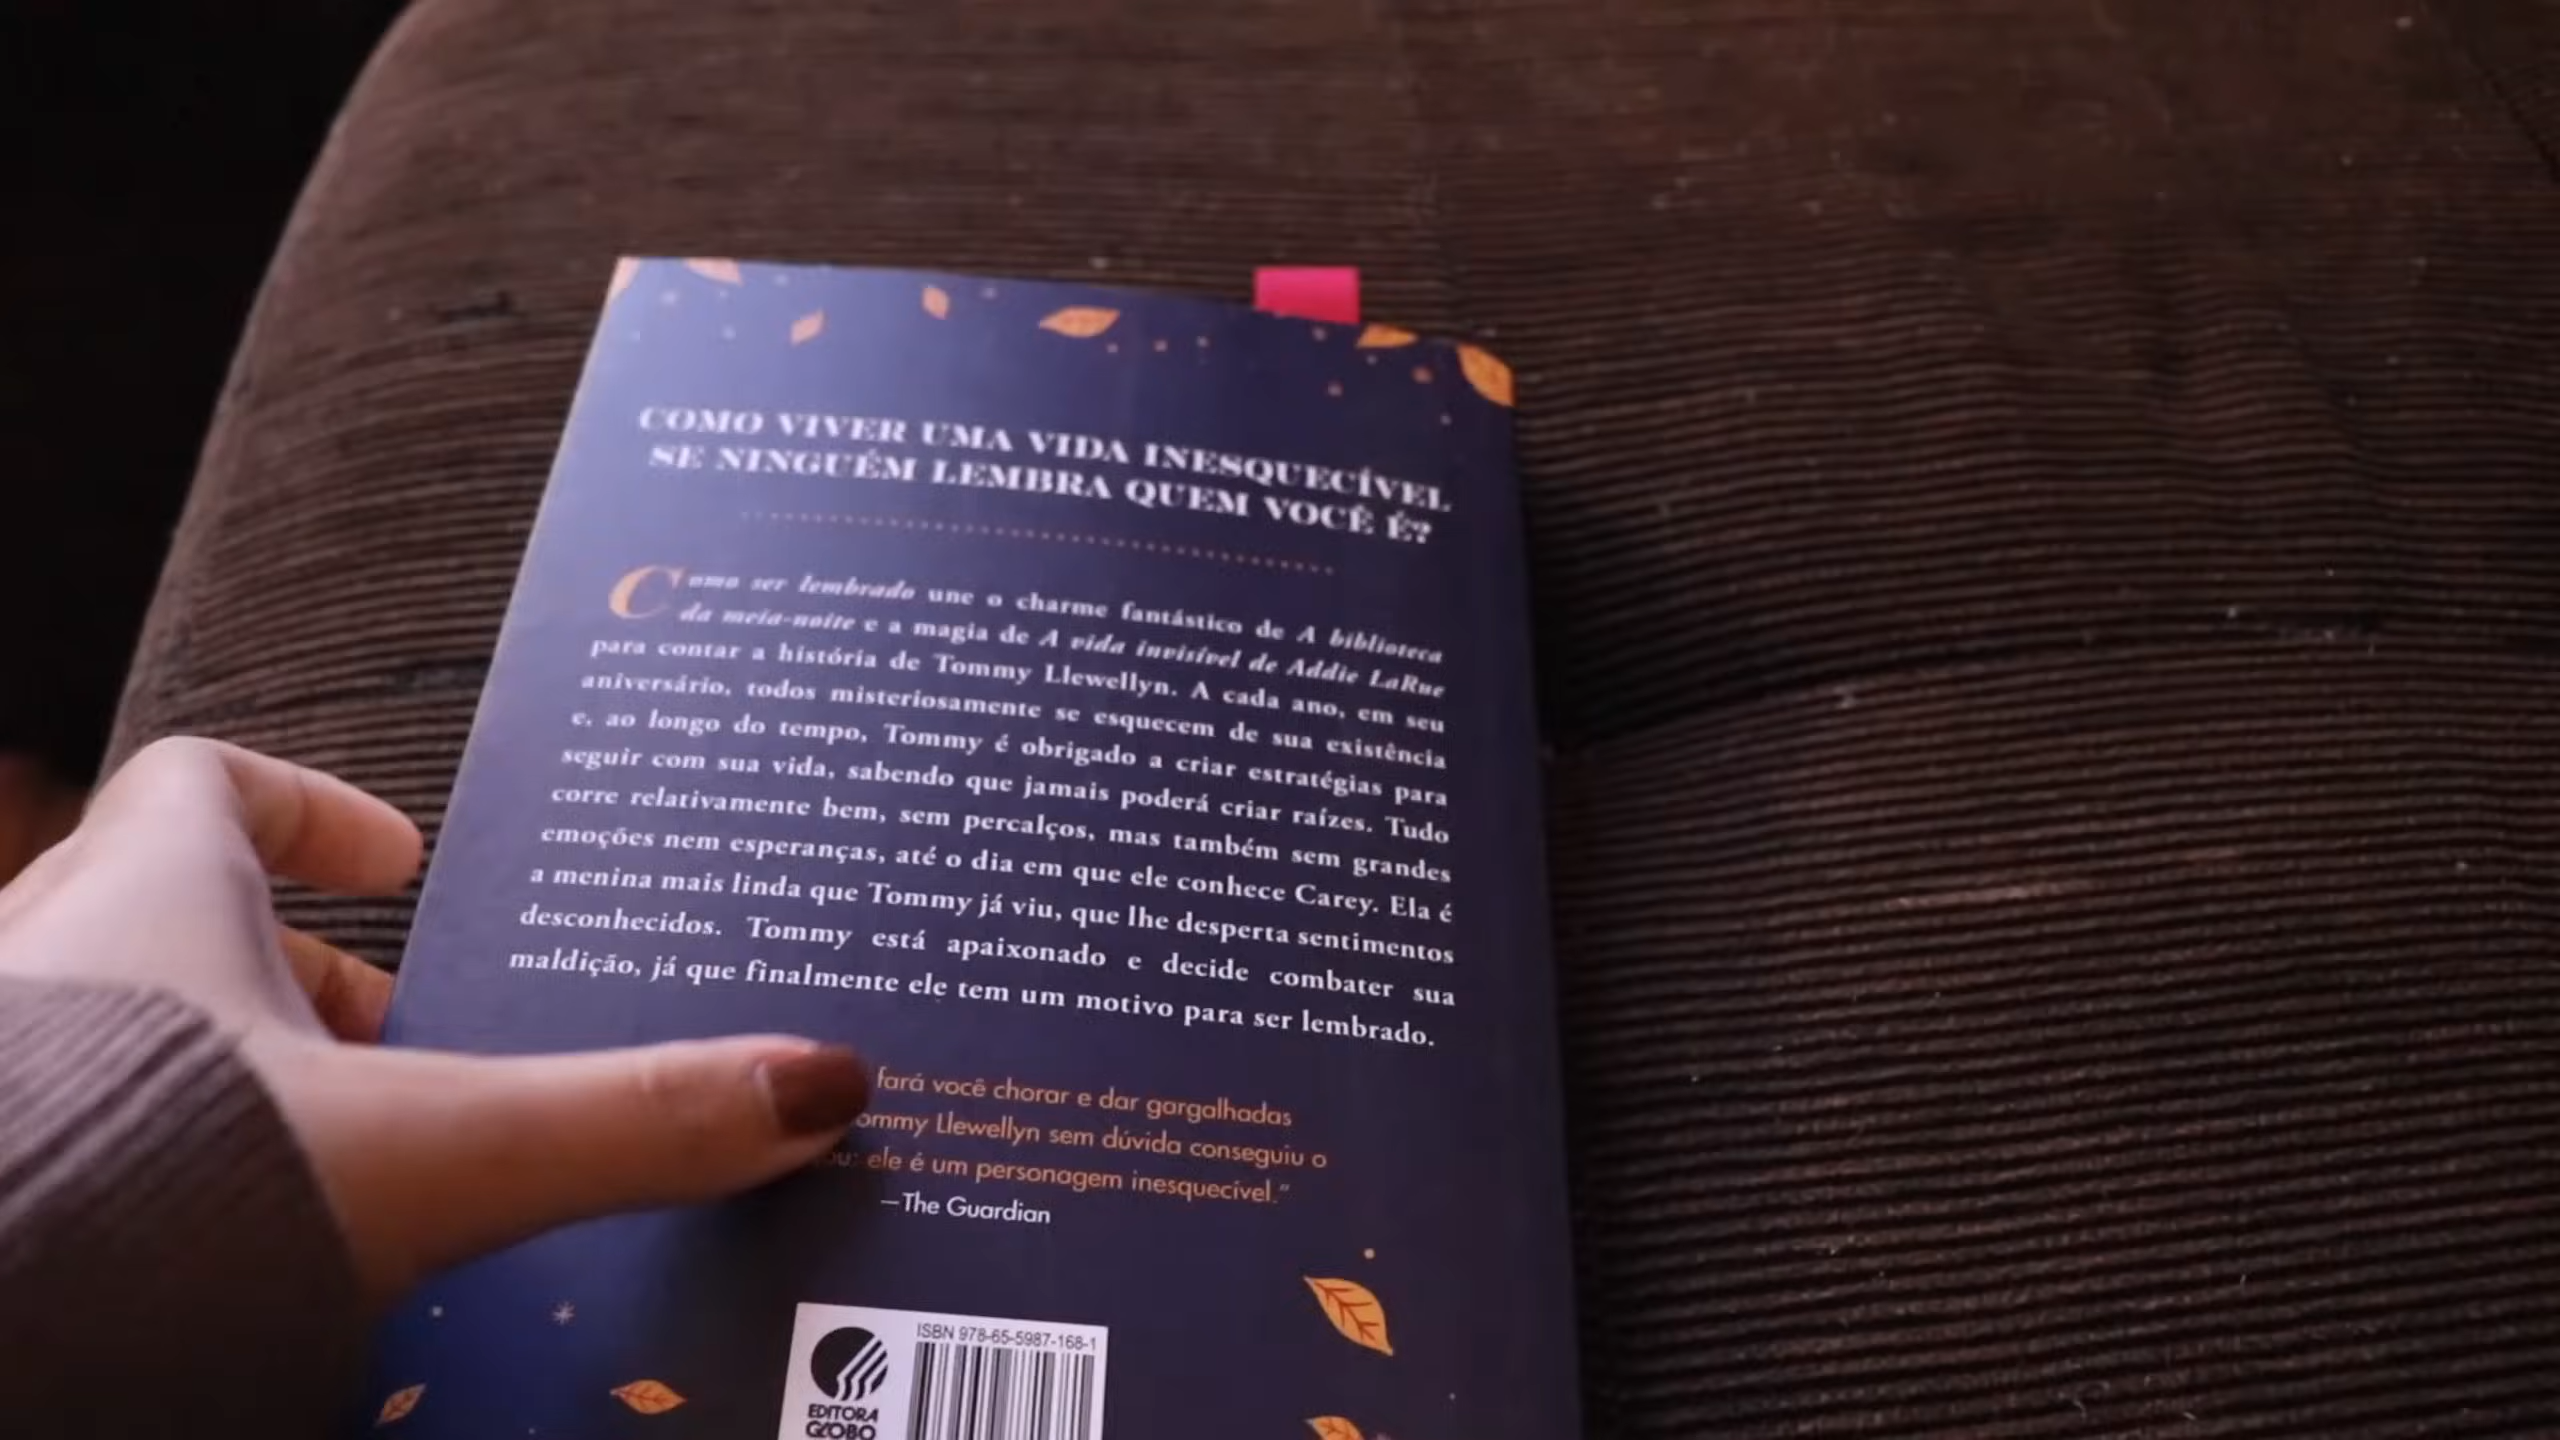 COMO VIVER UMA VIDA INESQUECÍVEL
SE NINGUÉM LEMBRA QUEM VOCÊ É?
Como ser lembrado une o charme fantástico de A biblioteca
da meia-noite e a magia de A vida invisível de Addie LaRue
para contar a história de Tommy Llewellyn. A cada ano, em seu
aniversário, todos misteriosamente se esquecem de sua existência
e, ao longo do tempo, Tommy é obrigado a criar estratégias para
seguir com sua vida, sabendo que jamais poderá criar raízes. Tudo
corre relativamente bem, sem percalços, mas também sem grandes
emoções nem esperanças, até o dia em que ele conhece Carey. Ela é
a menina mais linda que Tommy já viu, que lhe desperta sentimentos
desconhecidos. Tommy está apaixonado e decide combater sua
maldição, já que finalmente ele tem um motivo para ser lembrado.
fará você chorar e dar gargalhadas
ommy Llewellyn sem dúvida conseguiu o
ou: ele é um personagem inesquecível.”
—The Guardian
ISBN 978-65-5987-168-1
EDITORA
GLOBO